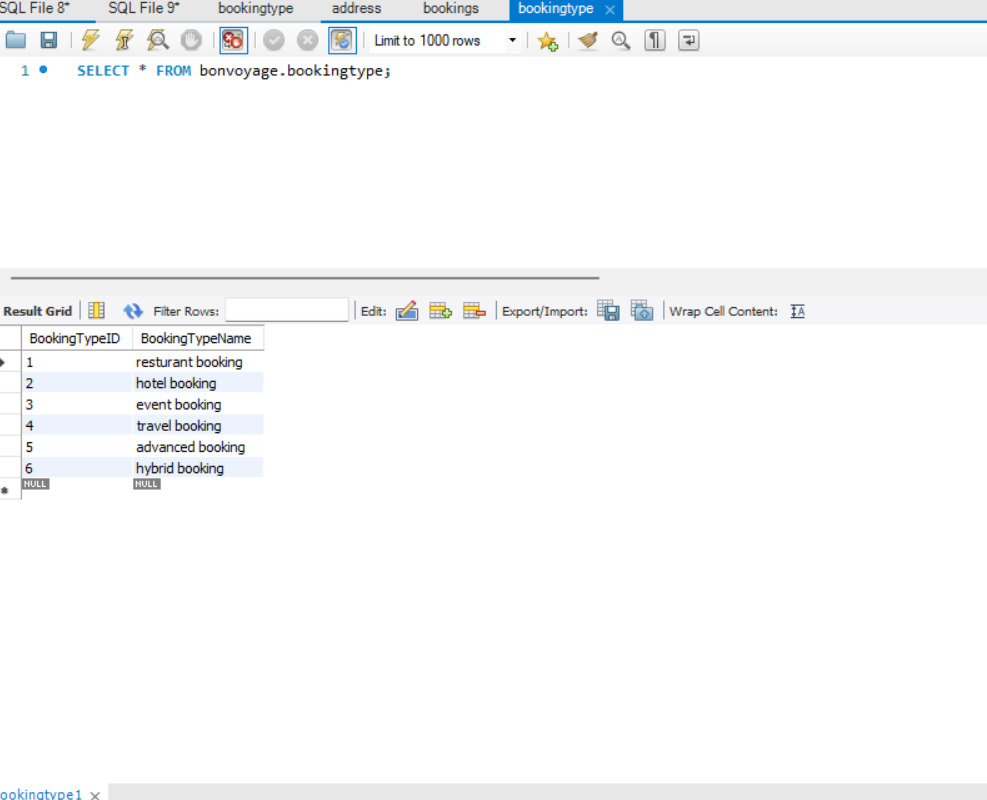 SQL File 8* SQL File 9* bookingtype address bookings bookingtype
Limit to 1000 rows
1 SELECT * FROM bonvoyage.bookingtype;
Result Grid Filter Rows: Edit: Export/Import: Wrap Cell Content: IA
BookingTypeID BookingTypeName
1 resturant booking
2 hotel booking
3 event booking
4 travel booking
5 advanced booking
6 hybrid booking
NULL NULL
ookingtype1